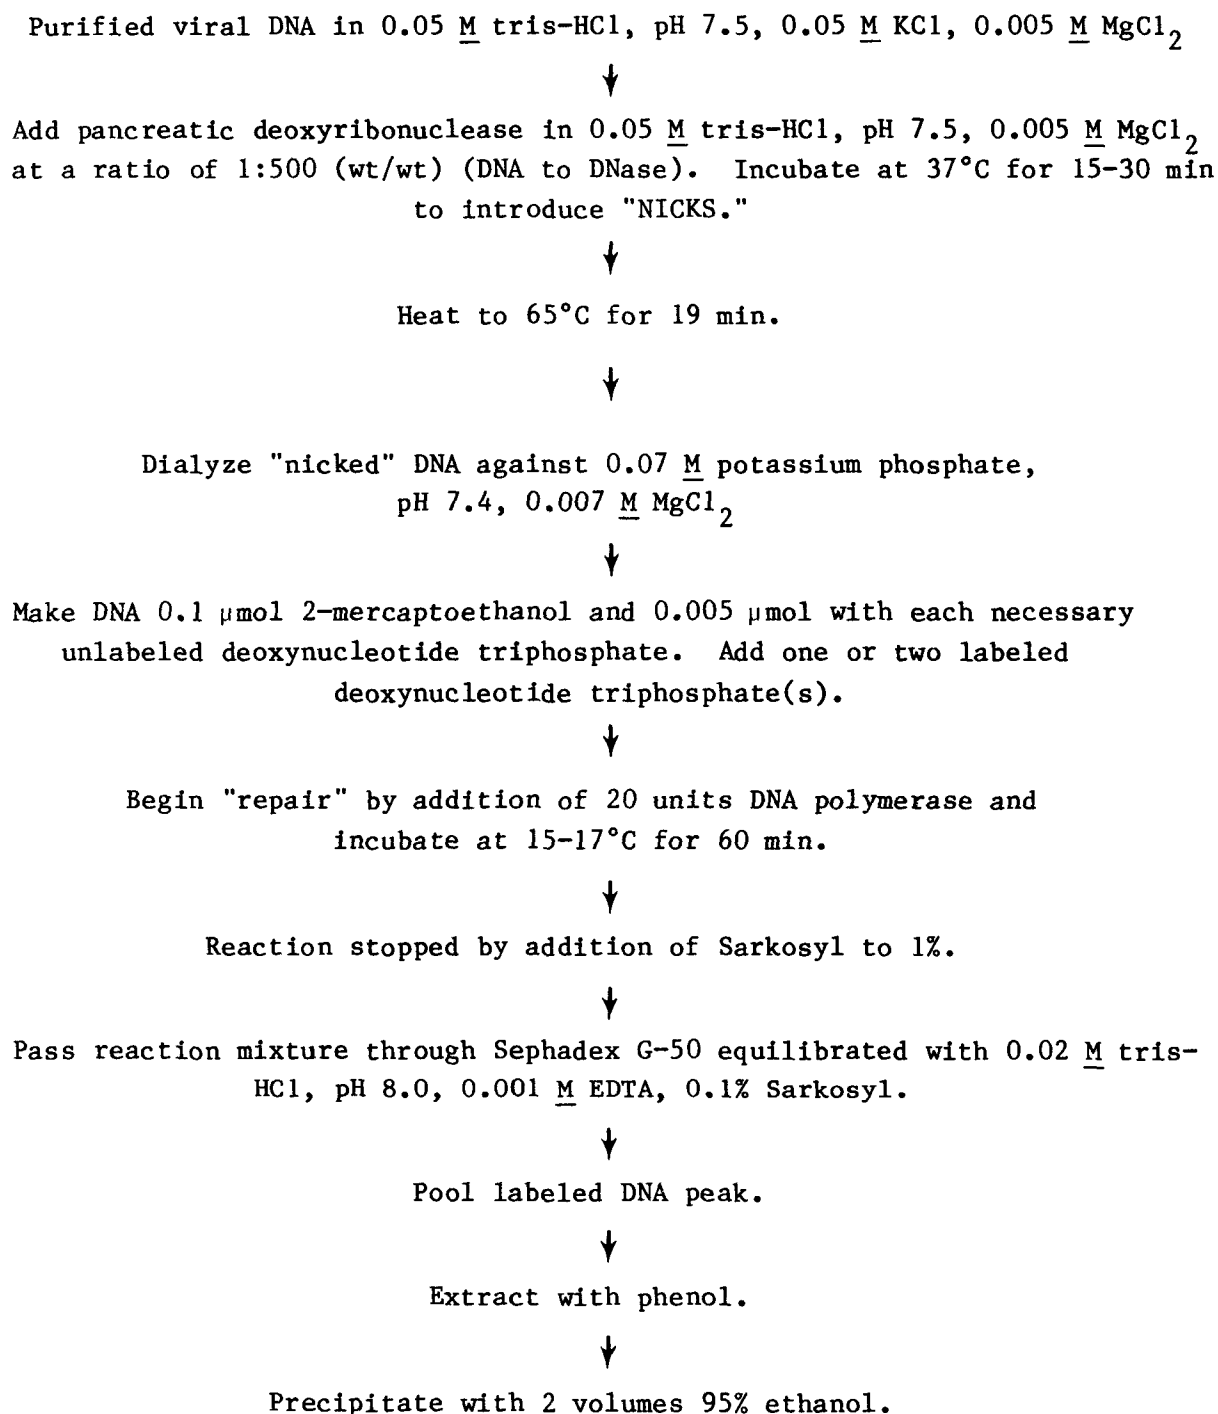 Purified viral DNA in 0.05 M tris-HCl, pH 7.5, 0.05 M KCl, 0.005 M MgCl2
Add pancreatic deoxyribonuclease in 0.05 M tris-HCl, pH 7.5, 0.005 M MgCl2
at a ratio of 1:500 (wt/wt) (DNA to DNase). Incubate at 37°C for 15-30 min
to introduce "NICKS."
Heat to 65°C for 19 min.
Dialyze "nicked" DNA against 0.07 M potassium phosphate,
pH 7.4, 0.007 M MgCl2
Make DNA 0.1 μmol 2-mercaptoethanol and 0.005 μmol with each necessary
unlabeled deoxynucleotide triphosphate. Add one or two labeled
deoxynucleotide triphosphate(s).
Begin "repair" by addition of 20 units DNA polymerase and
incubate at 15-17°C for 60 min.
Reaction stopped by addition of Sarkosyl to 1%.
Pass reaction mixture through Sephadex G-50 equilibrated with 0.02 M tris-
HCl, pH 8.0, 0.001 M EDTA, 0.1% Sarkosyl.
Pool labeled DNA peak.
Extract with phenol.
Precipitate with 2 volumes 95% ethanol.